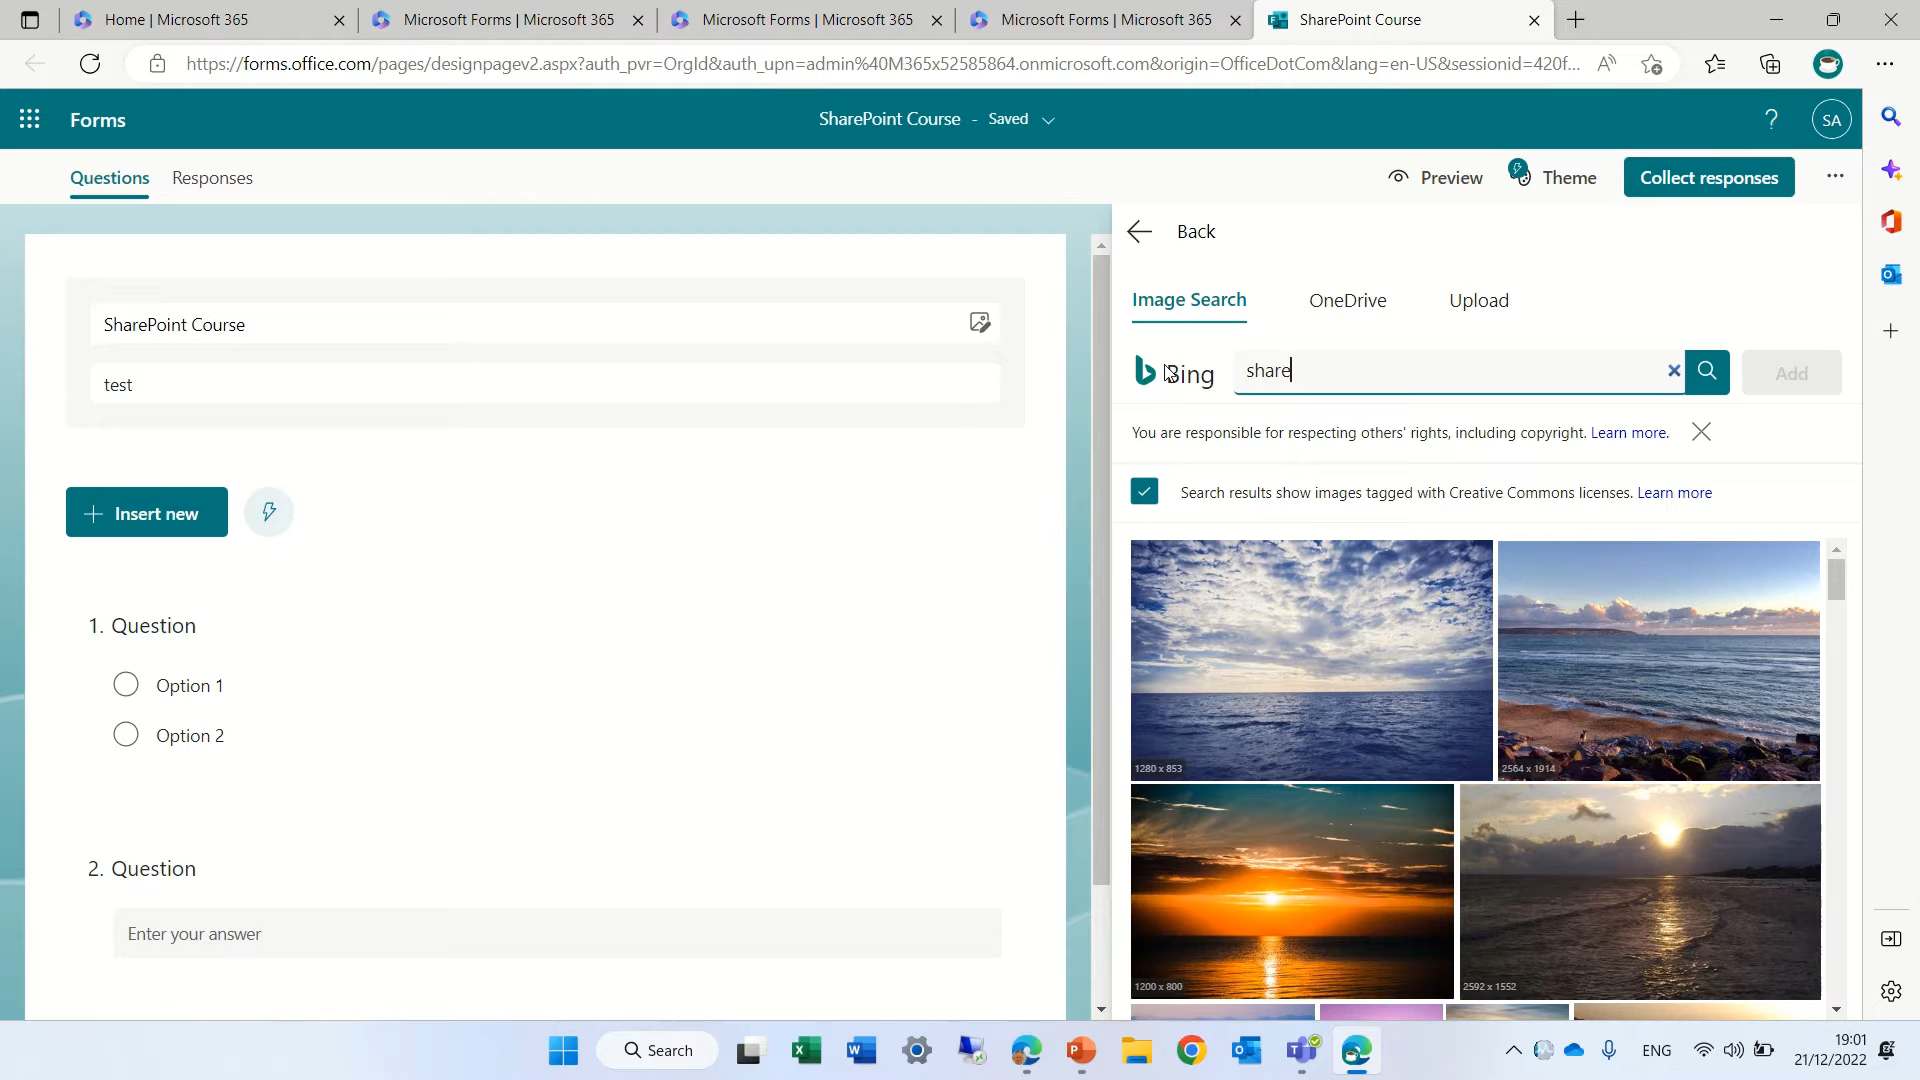 Home | Microsoft 365
Microsoft Forms | Microsoft 365
Microsoft Forms | Microsoft 365
Microsoft Forms | Microsoft 365
SharePoint Course
https://forms.office.com/pages/designpagev2.aspx?auth_pvr=OrgId&auth_upn=admin%40M365x52585864.onmicrosoft.com&origin=OfficeDotCom&lang=en-US&sessionid=420f...
Forms
SharePoint Course - Saved
? SA
Questions Responses
Preview Theme Collect responses
Back
Image Search OneDrive Upload
SharePoint Course
test
Bing share Add
You are responsible for respecting others' rights, including copyright. Learn more.
Search results show images tagged with Creative Commons licenses. Learn more
Insert new
1. Question
Option 1
Option 2
2. Question
Enter your answer
1280 x 853
2564 x 1914
1200 x 800
2592 x 1552
Search
ENG
19:01
21/12/2022